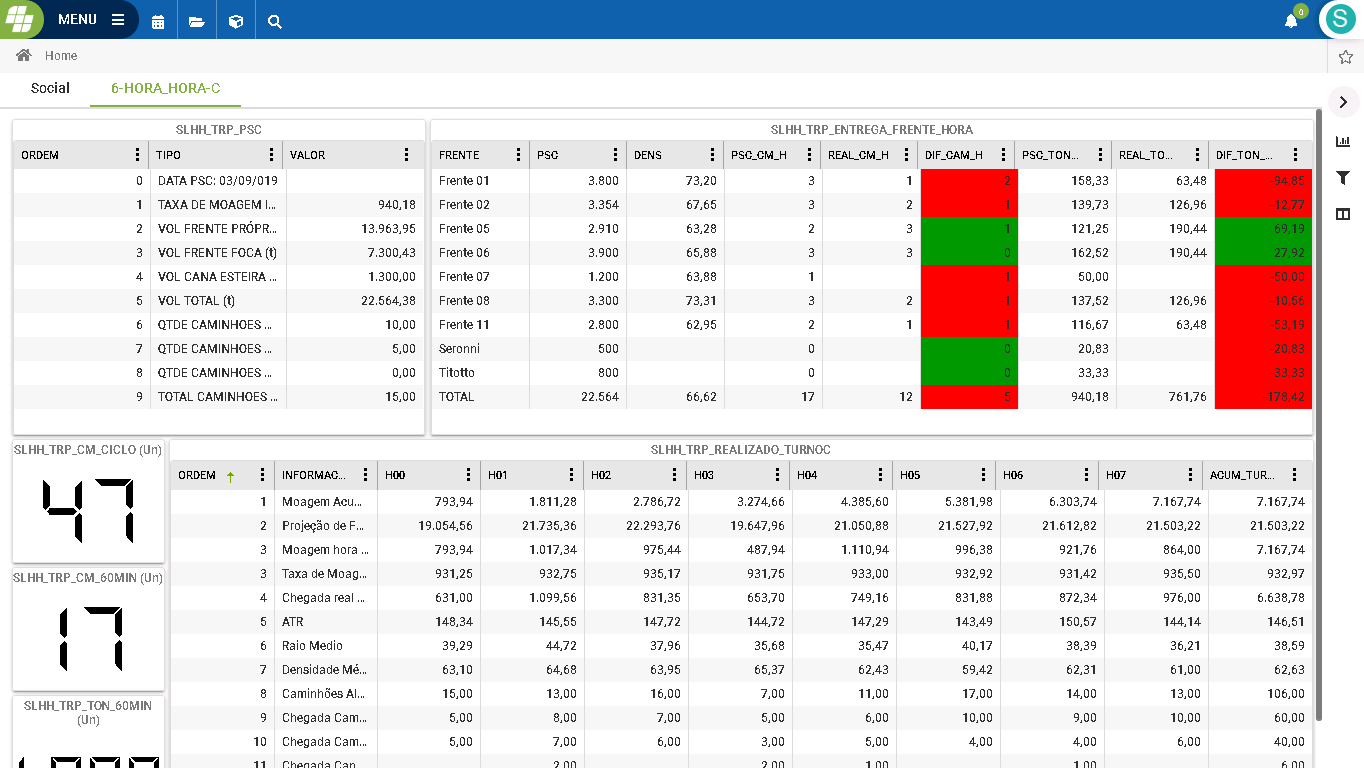 MENU
0
S
Home
Social 6-HORA_HORA-C
SLHH_TRP_PSC
ORDEM TIPO VALOR
0 DATA PSC: 03/09/019
1 TAXA DE MOAGEM I... 940,18
2 VOL FRENTE PRÓPR... 13.963,95
3 VOL FRENTE FOCA (t) 7.300,43
4 VOL CANA ESTEIRA ... 1.300,00
5 VOL TOTAL (t) 22.564,38
6 QTDE CAMINHOES ... 10,00
7 QTDE CAMINHOES ... 5,00
8 QTDE CAMINHOES ... 0,00
9 TOTAL CAMINHOES ... 15,00
SLHH_TRP_ENTREGA_FRENTE_HORA
FRENTE PSC DENS PSC_CM_H REAL_CM_H DIF_CAM_H PSC_TON... REAL_TO... DIF_TON_...
Frente 01 3.800 73,20 3 1 -2 158,33 63,48 -94,85
Frente 02 3.354 67,65 3 2 -1 139,73 126,96 -12,77
Frente 05 2.910 63,28 2 3 1 121,25 190,44 69,19
Frente 06 3.900 65,88 3 3 0 162,52 190,44 27,92
Frente 07 1.200 63,88 1 -1 50,00 -50,00
Frente 08 3.300 73,31 3 2 -1 137,52 126,96 -10,56
Frente 11 2.800 62,95 2 1 -1 116,67 63,48 -53,19
Seronni 500 0 0 20,83 -20,83
Titotto 800 0 0 33,33 -33,33
TOTAL 22.564 66,62 17 12 -5 940,18 761,76 -178,42
SLHH_TRP_CM_CICLO (Un)
47
SLHH_TRP_CM_60MIN (Un)
17
SLHH_TRP_TON_60MIN
(Un)
SLHH_TRP_REALIZADO_TURNOC
ORDEM INFORMAC... H00 H01 H02 H03 H04 H05 H06 H07 ACUM_TUR...
1 Moagem Acu... 793,94 1.811,28 2.786,72 3.274,66 4.385,60 5.381,98 6.303,74 7.167,74 7.167,74
2 Projeção de F... 19.054,56 21.735,36 22.293,76 19.647,96 21.050,88 21.527,92 21.612,82 21.503,22 21.503,22
3 Moagem hora ... 793,94 1.017,34 975,44 487,94 1.110,94 996,38 921,76 864,00 7.167,74
3 Taxa de Moag... 931,25 932,75 935,17 931,75 933,00 932,92 931,42 935,50 932,97
4 Chegada real ... 631,00 1.099,56 831,35 653,70 749,16 831,88 872,34 976,00 6.638,78
5 ATR 148,34 145,55 147,72 144,72 147,29 143,49 150,57 144,14 146,51
6 Raio Medio 39,29 44,72 37,96 35,68 35,47 40,17 38,39 36,21 38,59
7 Densidade Mé... 63,10 64,68 63,95 65,37 62,43 59,42 62,31 61,00 62,63
8 Caminhões Al... 15,00 13,00 16,00 7,00 11,00 17,00 14,00 13,00 106,00
9 Chegada Cam... 5,00 8,00 7,00 5,00 6,00 10,00 9,00 10,00 60,00
10 Chegada Cam... 5,00 7,00 6,00 3,00 5,00 4,00 4,00 6,00 40,00
11 Chegada Can... 2,00 2,00 1,00 1,00 6,00